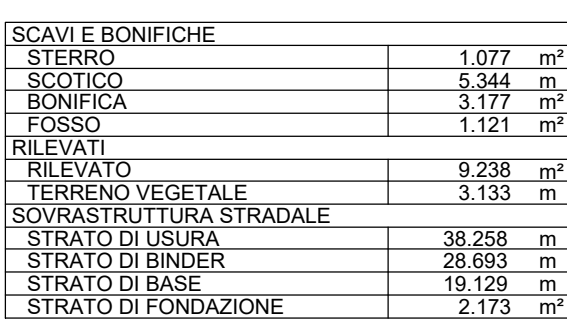 SCAVI E BONIFICHE
STERRO 1.077 m²
SCOTICO 5.344 m
BONIFICA 3.177 m²
FOSSO 1.121 m²
RILEVATI
RILEVATO 9.238 m²
TERRENO VEGETALE 3.133 m
SOVRASTRUTTURA STRADALE
STRATO DI USURA 38.258 m
STRATO DI BINDER 28.693 m
STRATO DI BASE 19.129 m
STRATO DI FONDAZIONE 2.173 m²